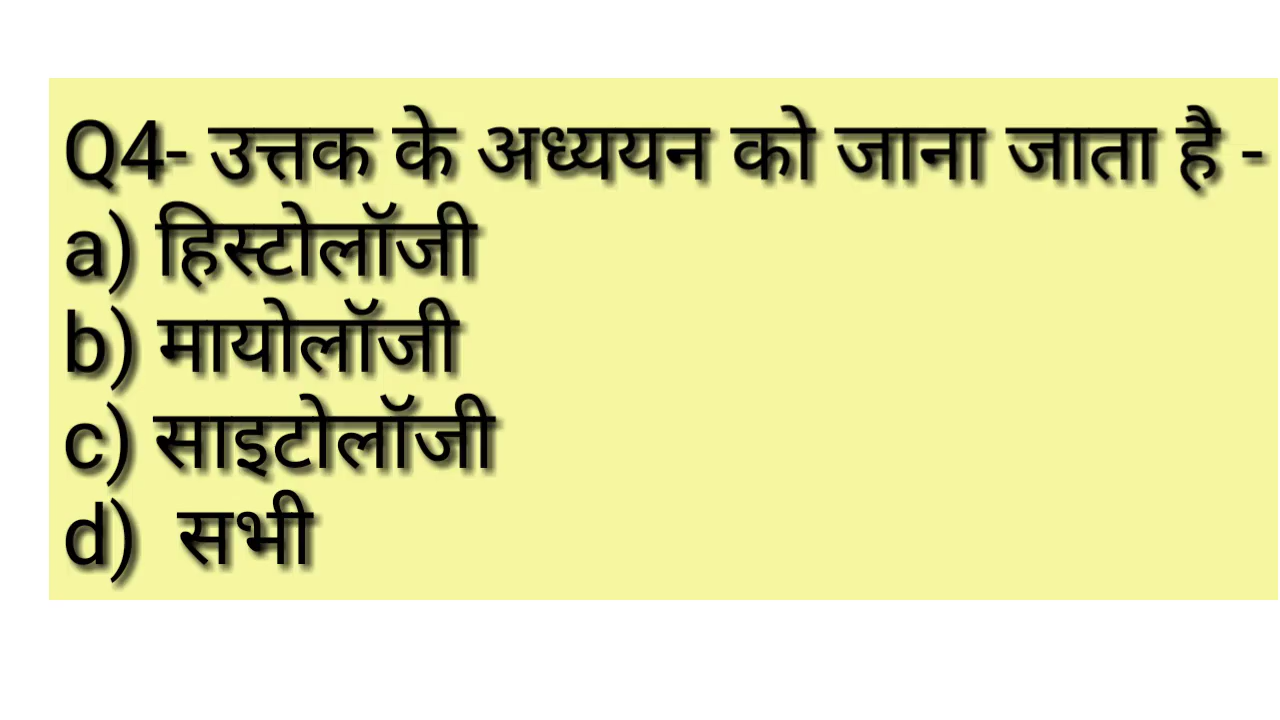 Q4- उत्तक के अध्ययन को जाना जाता है -
a) हिस्टोलॉजी
b) मायोलॉजी
c) साइटोलॉजी
d) सभी